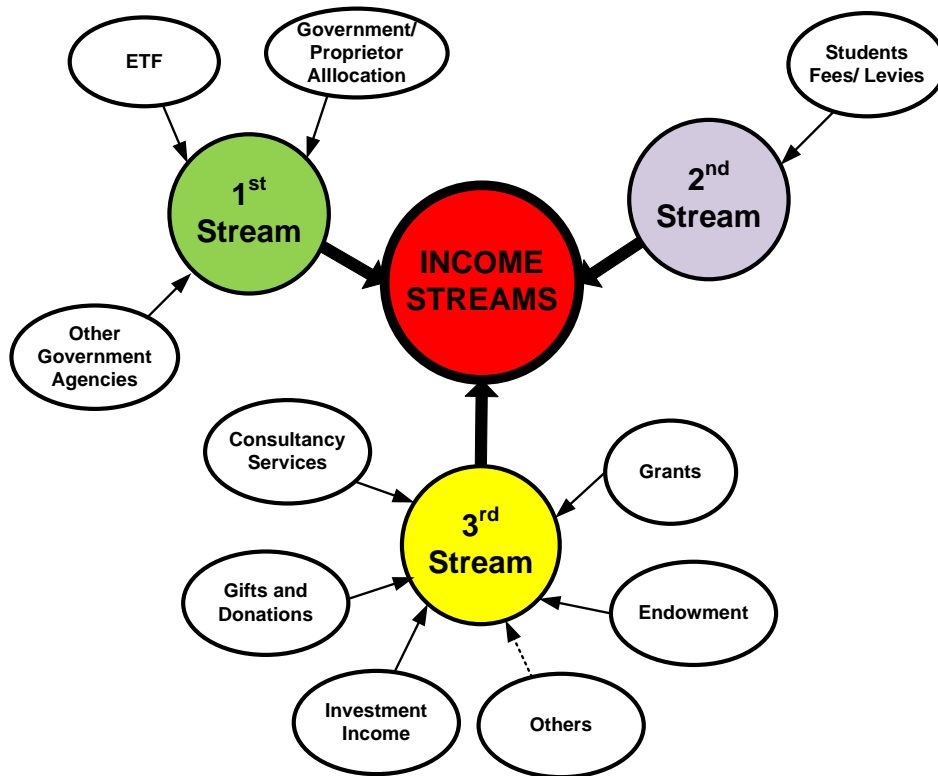 ETF
Government/
Proprietor
Alllocation
Students
Fees/ Levies
1st
Stream
2nd
Stream
INCOME
STREAMS
Other
Government
Agencies
Consultancy
Services
Grants
3rd
Stream
Gifts and
Donations
Endowment
Investment
Income
Others